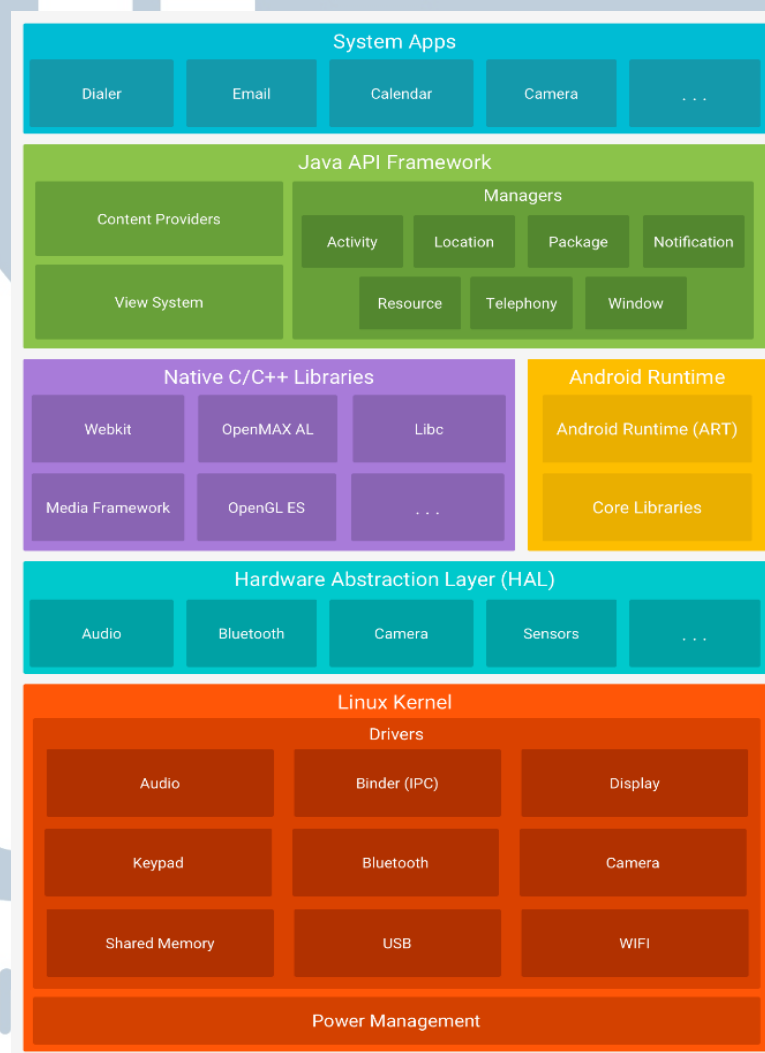 System Apps
Dialer
Email
Calendar
Camera
. . .
Java API Framework
Content Providers
View System
Managers
Activity
Location
Package
Notification
Resource
Telephony
Window
Native C/C++ Libraries
Webkit
OpenMAX AL
Libc
Media Framework
OpenGL ES
. . .
Android Runtime
Android Runtime (ART)
Core Libraries
Hardware Abstraction Layer (HAL)
Audio
Bluetooth
Camera
Sensors
. . .
Linux Kernel
Drivers
Audio
Binder (IPC)
Display
Keypad
Bluetooth
Camera
Shared Memory
USB
WIFI
Power Management